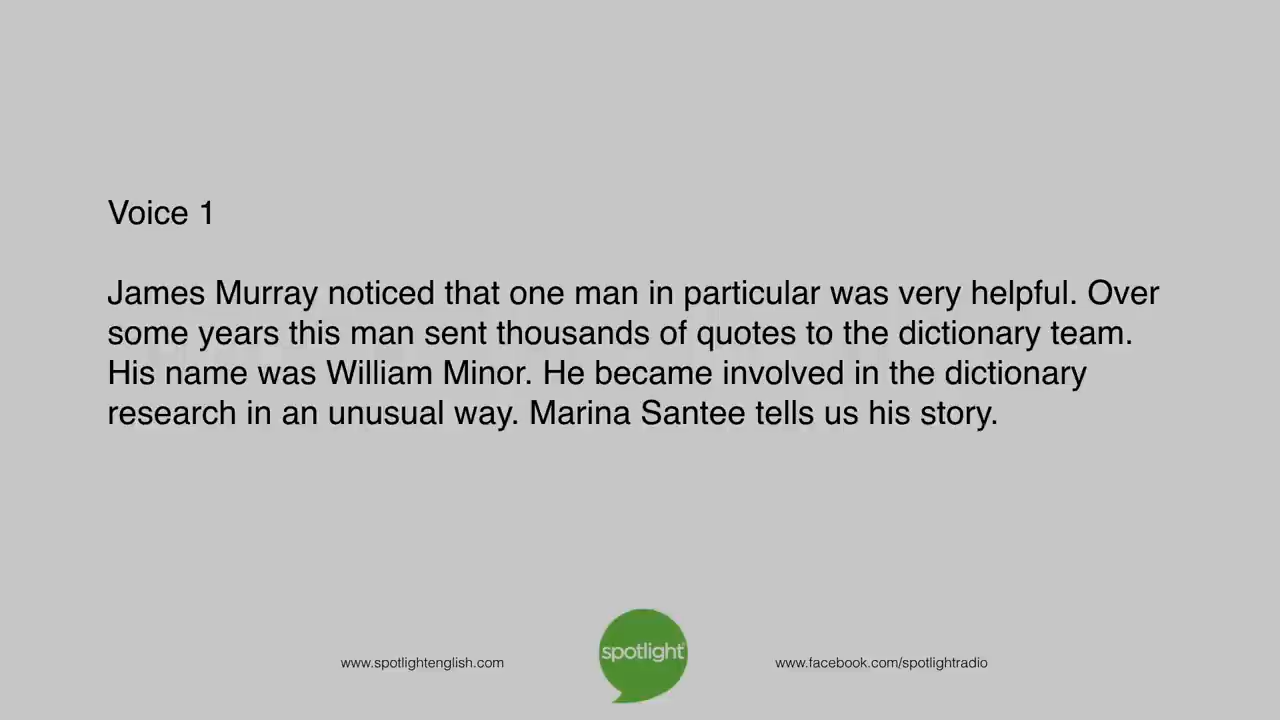 Voice 1
James Murray noticed that one man in particular was very helpful. Over
some years this man sent thousands of quotes to the dictionary team.
His name was William Minor. He became involved in the dictionary
research in an unusual way. Marina Santee tells us his story.
www.spotlightenglish.com
spotlight
www.facebook.com/spotlightradio